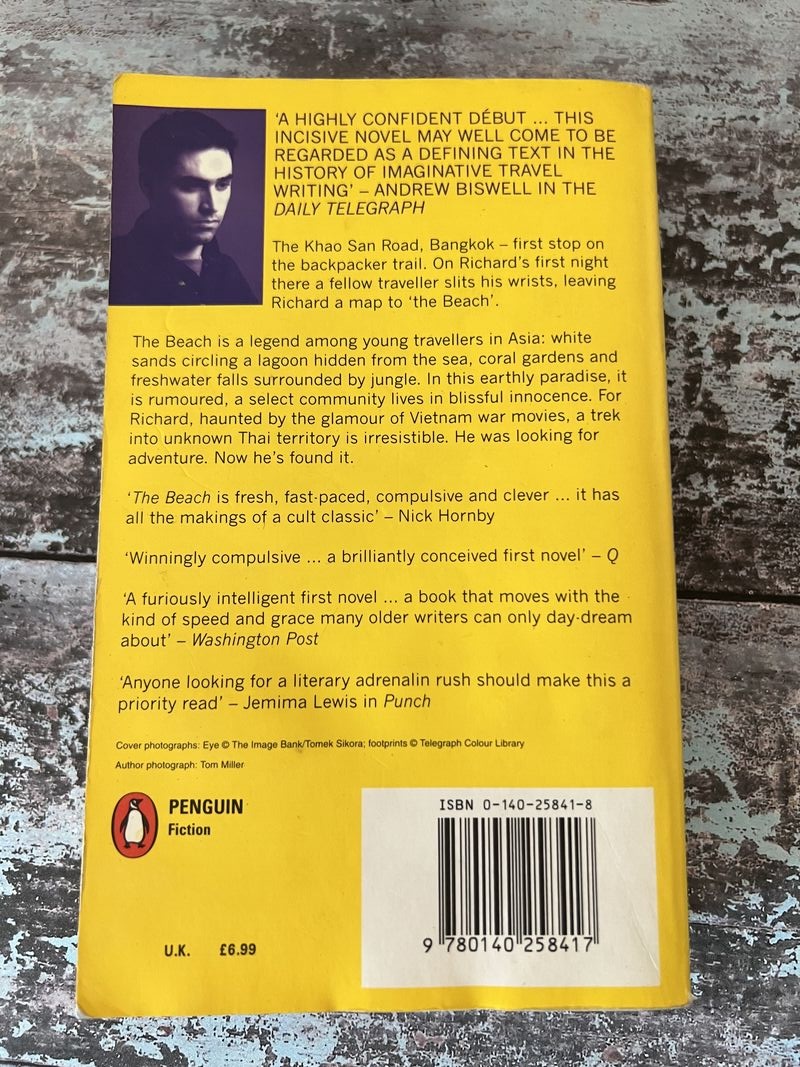 ‘A HIGHLY CONFIDENT DÉBUT ... THIS
INCISIVE NOVEL MAY WELL COME TO BE
REGARDED AS A DEFINING TEXT IN THE
HISTORY OF IMAGINATIVE TRAVEL
WRITING’ – ANDREW BISWELL IN THE
DAILY TELEGRAPH
The Khao San Road, Bangkok – first stop on
the backpacker trail. On Richard’s first night
there a fellow traveller slits his wrists, leaving
Richard a map to ‘the Beach’.
The Beach is a legend among young travellers in Asia: white
sands circling a lagoon hidden from the sea, coral gardens and
freshwater falls surrounded by jungle. In this earthly paradise, it
is rumoured, a select community lives in blissful innocence. For
Richard, haunted by the glamour of Vietnam war movies, a trek
into unknown Thai territory is irresistible. He was looking for
adventure. Now he’s found it.
‘The Beach is fresh, fast-paced, compulsive and clever ... it has
all the makings of a cult classic’ – Nick Hornby
‘Winningly compulsive ... a brilliantly conceived first novel’ – Q
‘A furiously intelligent first novel ... a book that moves with the
kind of speed and grace many older writers can only day-dream
about’ – Washington Post
‘Anyone looking for a literary adrenalin rush should make this a
priority read’ – Jemima Lewis in Punch
Cover photographs: Eye © The Image Bank/Tomek Sikora; footprints © Telegraph Colour Library
Author photograph: Tom Miller
PENGUIN
Fiction
U.K. £6.99
ISBN 0-140-25841-8
9 780140 258417